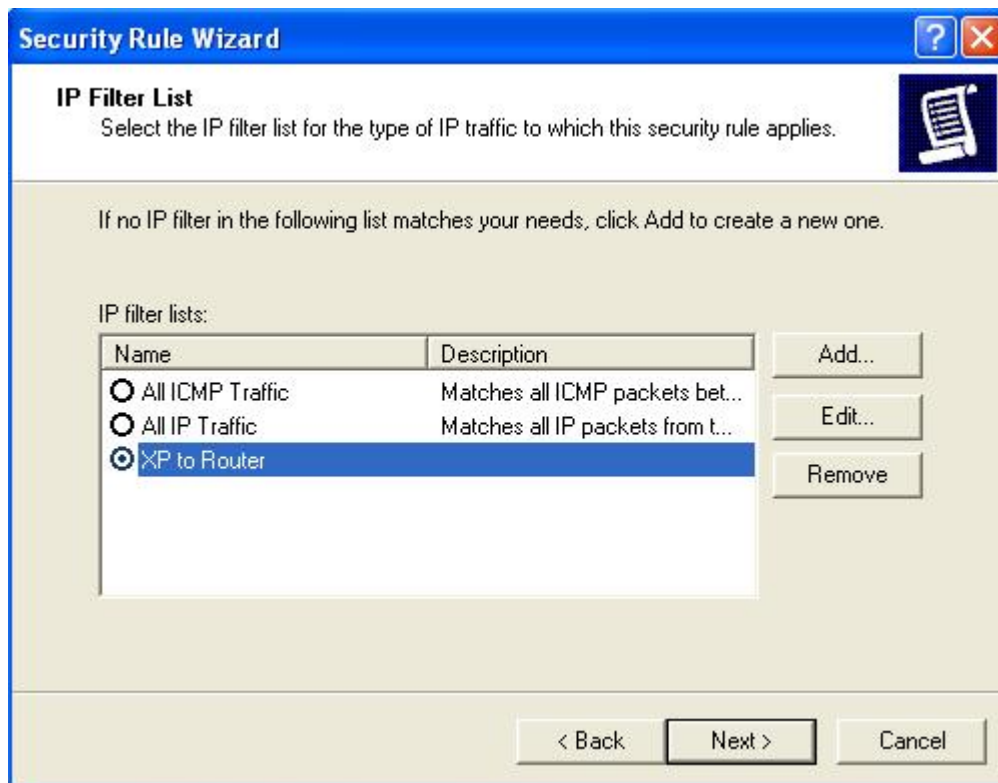 Security Rule Wizard
IP Filter List
Select the IP filter list for the type of IP traffic to which this security rule applies.
If no IP filter in the following list matches your needs, click Add to create a new one.
IP filter lists:
Name Description
All ICMP Traffic Matches all ICMP packets bet...
All IP Traffic Matches all IP packets from t...
XP to Router
Add...
Edit...
Remove
< Back Next > Cancel